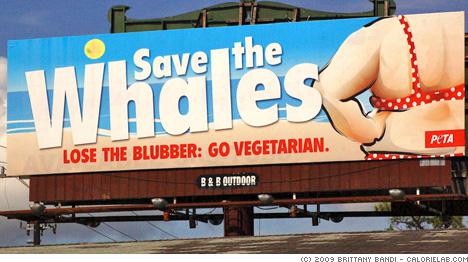 Save the
Whales
LOSE THE BLUBBER: GO VEGETARIAN.
PETA
B & B OUTDOOR
(C) 2009 BRITTANY BANDI - CALORIELAB.COM